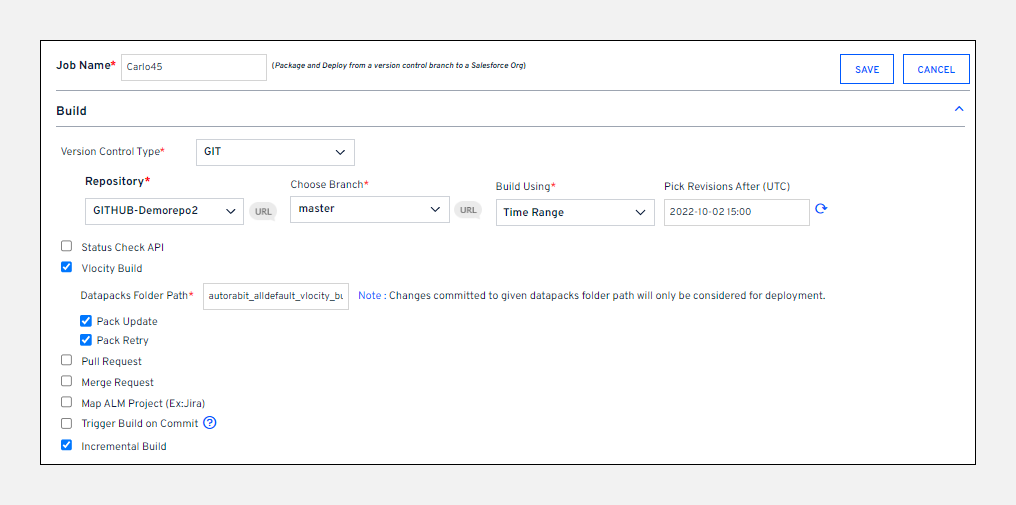 Job Name* Carlo45 (Package and Deploy from a version control branch to a Salesforce Org) SAVE CANCEL
Build
Version Control Type* GIT
Repository* Choose Branch* Build Using* Pick Revisions After (UTC)
GITHUB-Demorepo2 URL master URL Time Range 2022-10-02 15:00
Status Check API
Vlocity Build
Datapacks Folder Path* autorabit_alldefault_vlocity_bu Note : Changes committed to given datapacks folder path will only be considered for deployment.
Pack Update
Pack Retry
Pull Request
Merge Request
Map ALM Project (Ex:Jira)
Trigger Build on Commit ?
Incremental Build